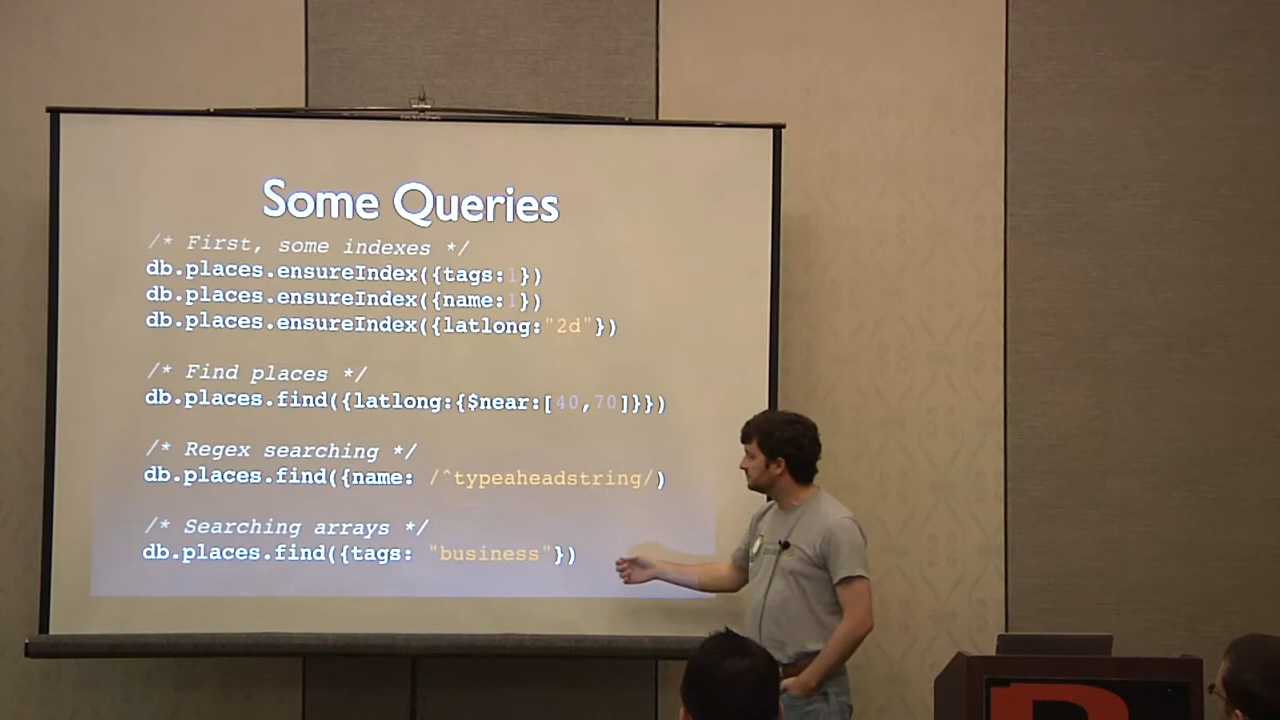 Some Queries
/* First, some indexes */
db.places.ensureIndex({tags:1})
db.places.ensureIndex({name:1})
db.places.ensureIndex({latlong:"2d"})
/* Find places */
db.places.find({latlong:{$near:[40,70]}})
/* Regex searching */
db.places.find({name: /^typeaheadstring/)
/* Searching arrays */
db.places.find({tags: "business"})